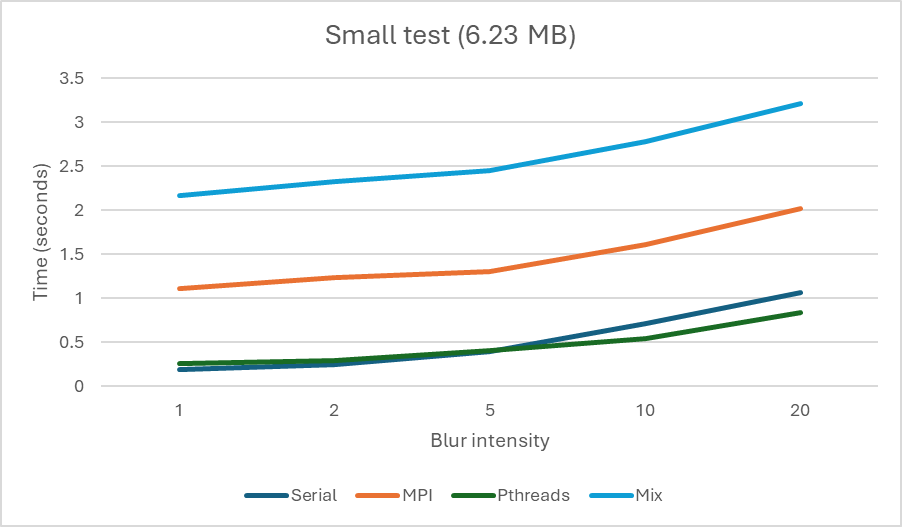 Small test (6.23 MB)
3.5
3
2.5
2
1.5
1
0.5
0
Time (seconds)
1 2 5 10 20
Blur intensity
Serial MPI Pthreads Mix